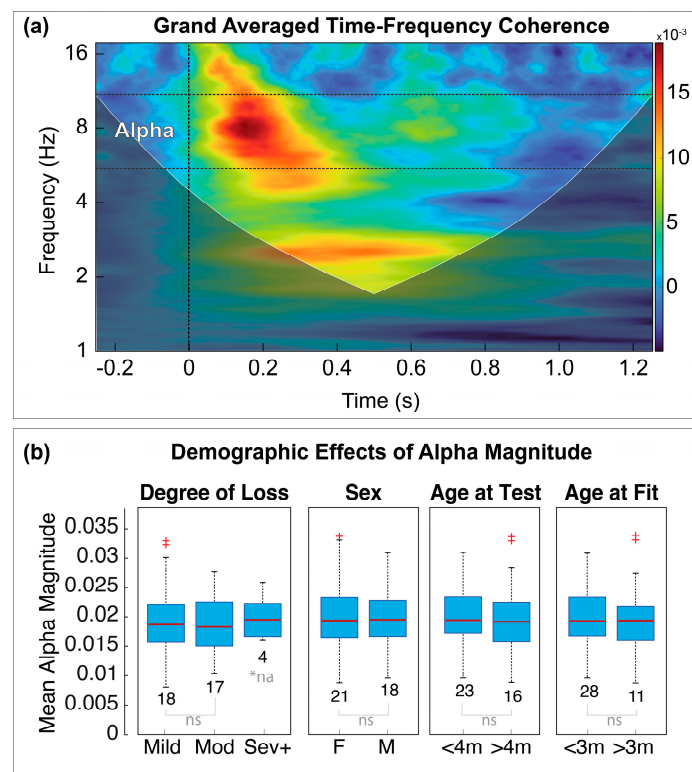 (a) Grand Averaged Time-Frequency Coherence
x10⁻³
16
8
4
2
1
Frequency (Hz)
Alpha
15
10
5
0
-0.2 0 0.2 0.4 0.6 0.8 1.0 1.2
Time (s)
(b) Demographic Effects of Alpha Magnitude
Degree of Loss Sex Age at Test Age at Fit
Mean Alpha Magnitude
0.035
0.03
0.025
0.02
0.015
0.01
0.005
0
18 17 4 21 18 23 16 28 11
*na
ns ns ns ns
Mild Mod Sev+ F M <4m >4m <3m >3m